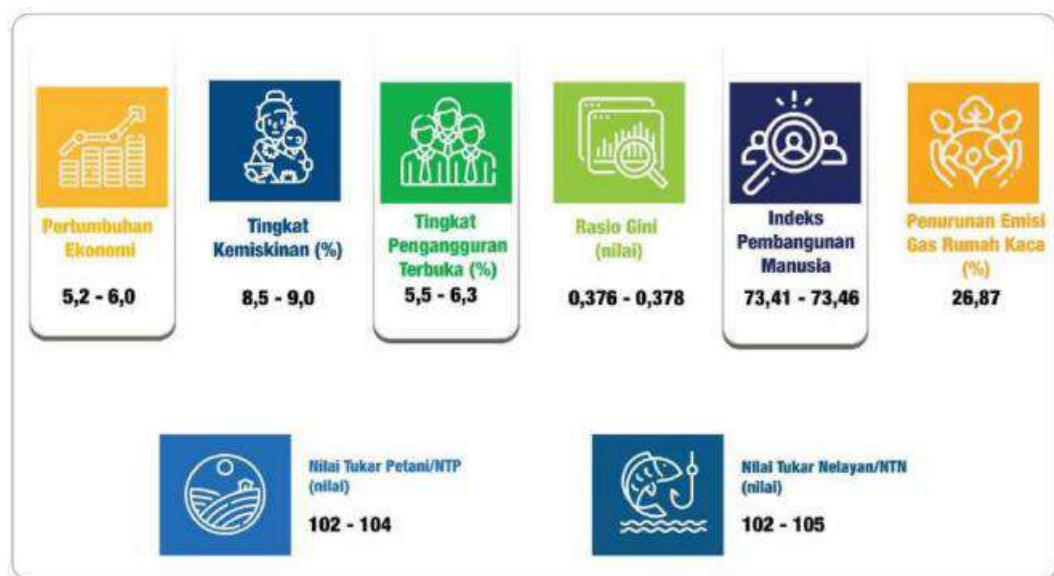 Pertumbuhan
Ekonomi
5,2 - 6,0
Tingkat
Kemiskinan (%)
8,5 - 9,0
Tingkat
Pengangguran
Terbuka (%)
5,5 - 6,3
Rasio Gini
(nilai)
0,376 - 0,378
Indeks
Pembangunan
Manusia
73,41 - 73,46
Penurunan Emisi
Gas Rumah Kaca
(%)
26,87
Nilai Tukar Petani/NTP
(nilai)
102 - 104
Nilai Tukar Nelayan/NTN
(nilai)
102 - 105